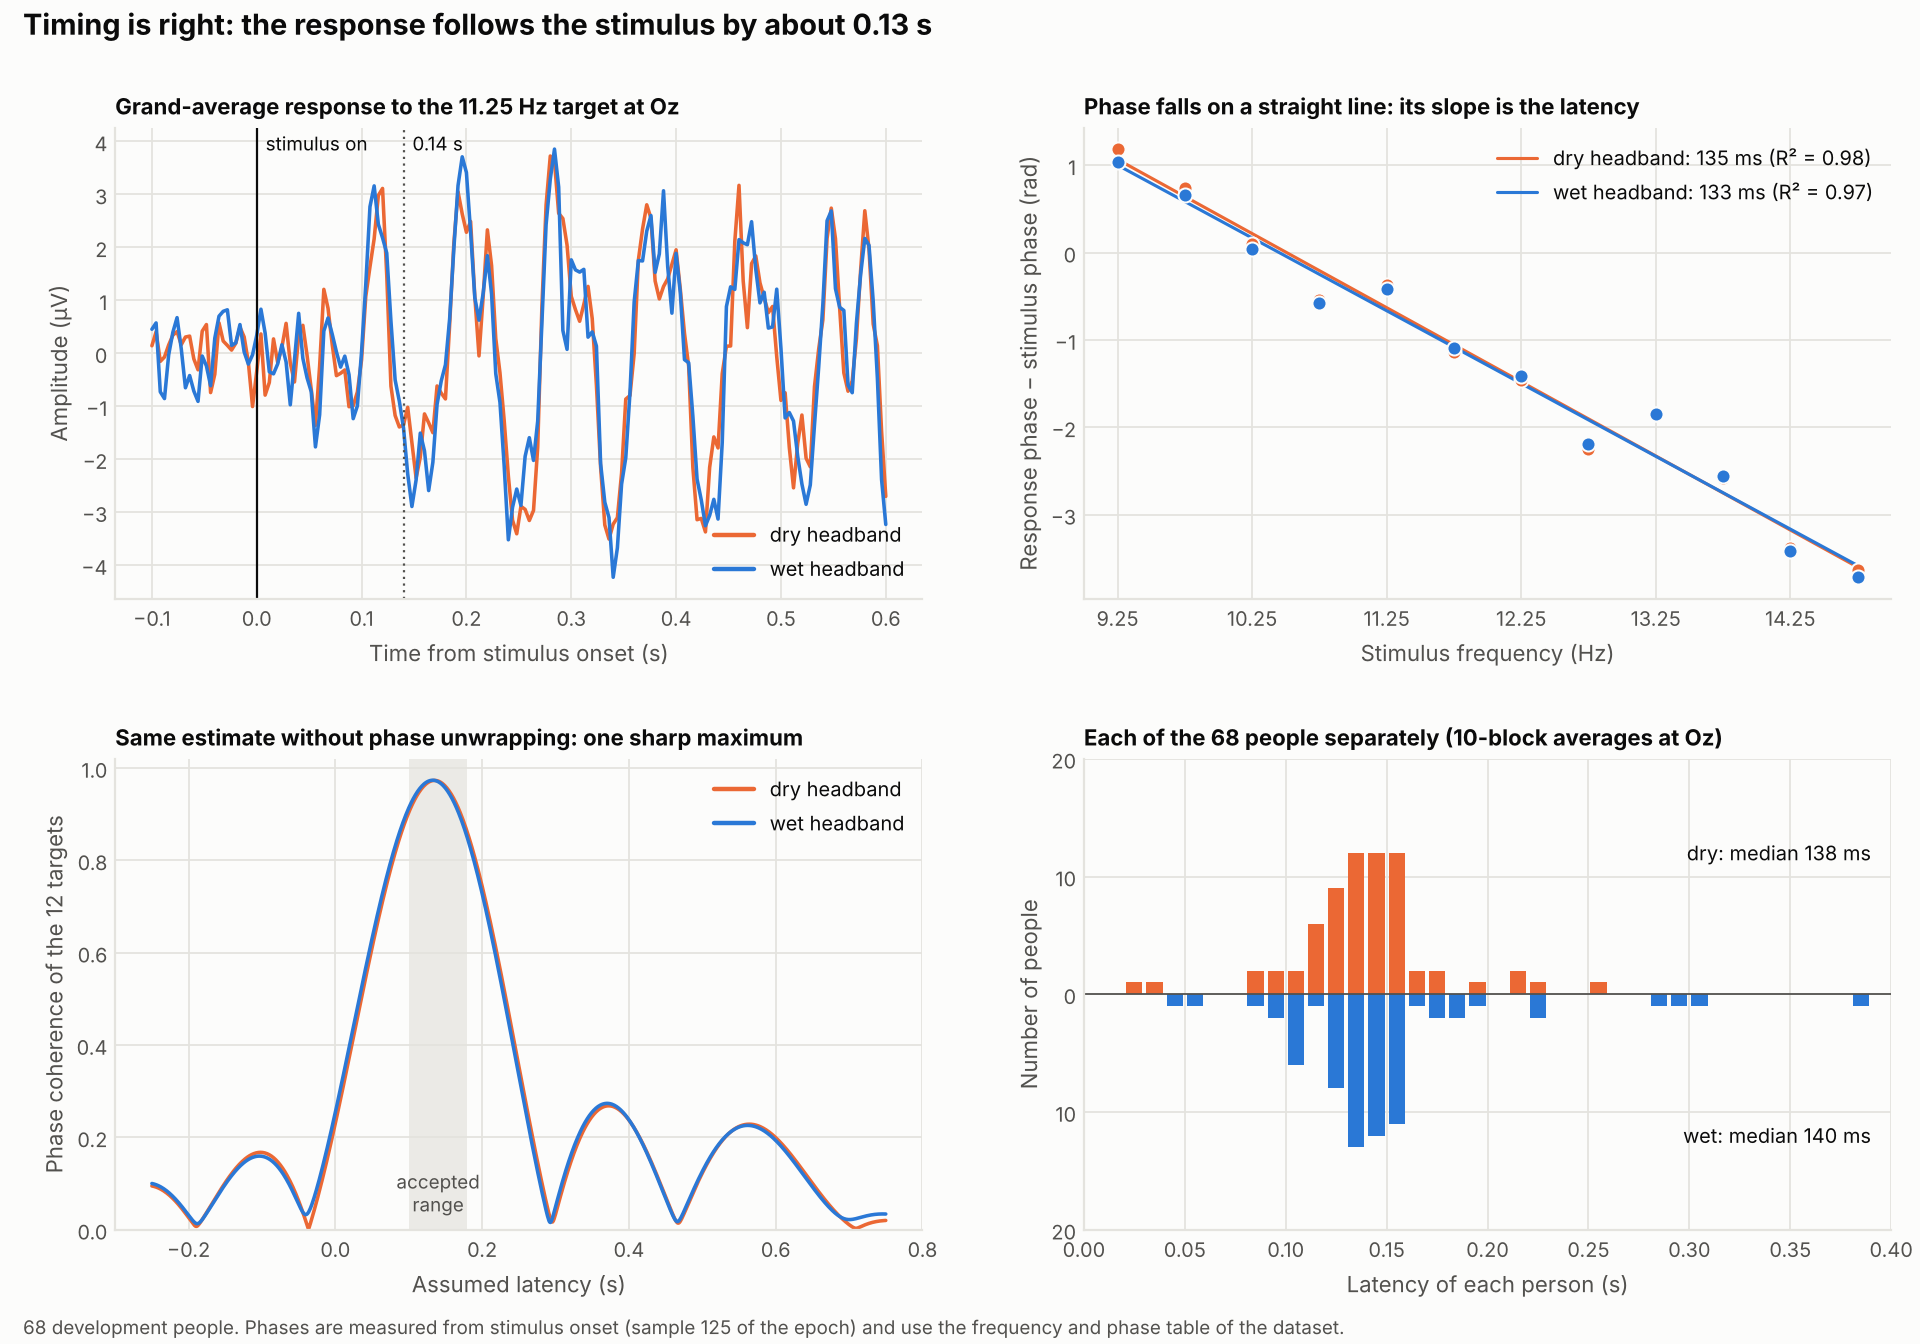 Timing is right: the response follows the stimulus by about 0.13 s
Grand-average response to the 11.25 Hz target at Oz
stimulus on
0.14 s
Amplitude (µV)
4
3
2
1
0
−1
−2
−3
−4
dry headband
wet headband
−0.1 0.0 0.1 0.2 0.3 0.4 0.5 0.6
Time from stimulus onset (s)
Phase falls on a straight line: its slope is the latency
dry headband: 135 ms (R² = 0.98)
wet headband: 133 ms (R² = 0.97)
Response phase − stimulus phase (rad)
1
0
−1
−2
−3
9.25 10.25 11.25 12.25 13.25 14.25
Stimulus frequency (Hz)
Same estimate without phase unwrapping: one sharp maximum
dry headband
wet headband
Phase coherence of the 12 targets
1.0
0.8
0.6
0.4
0.2
0.0
accepted
range
−0.2 0.0 0.2 0.4 0.6 0.8
Assumed latency (s)
Each of the 68 people separately (10-block averages at Oz)
dry: median 138 ms
wet: median 140 ms
Number of people
20
10
0
10
20
0.00 0.05 0.10 0.15 0.20 0.25 0.30 0.35 0.40
Latency of each person (s)
68 development people. Phases are measured from stimulus onset (sample 125 of the epoch) and use the frequency and phase table of the dataset.